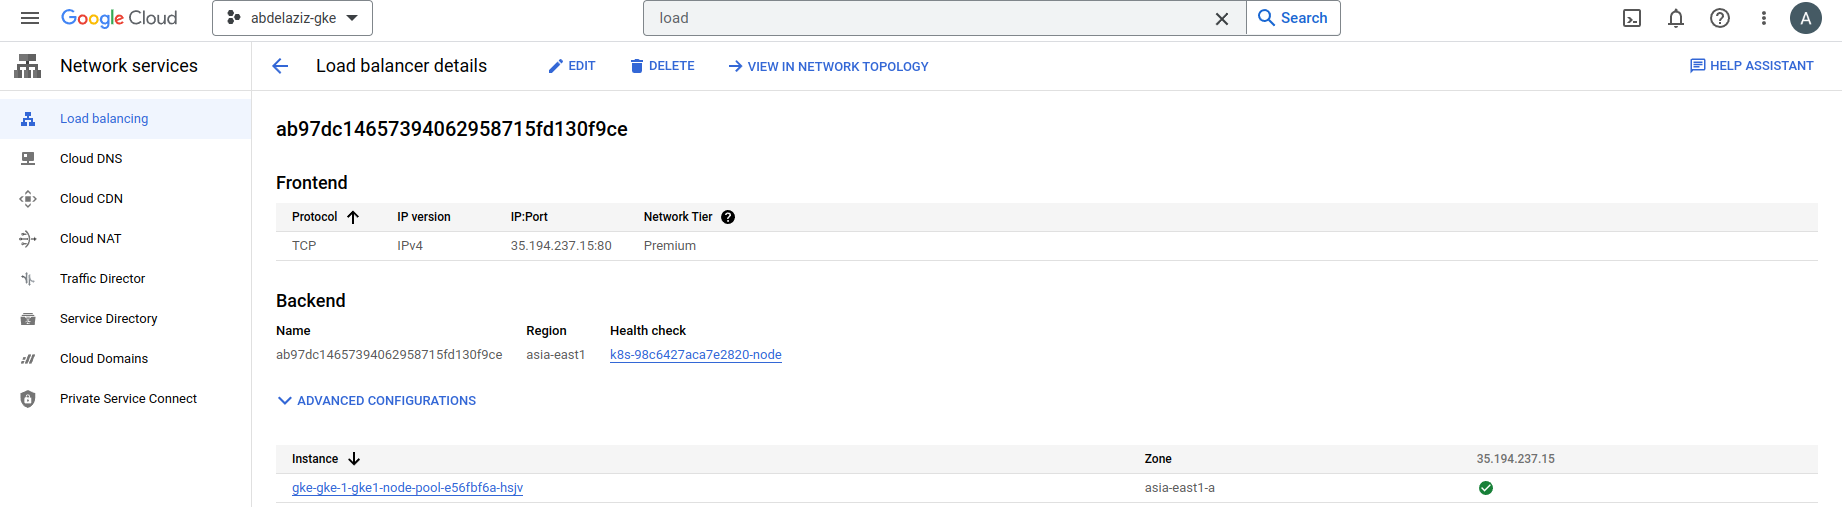 Google Cloud
abdelaziz-gke
load
Search
A
Network services
Load balancer details
EDIT
DELETE
VIEW IN NETWORK TOPOLOGY
HELP ASSISTANT
Load balancing
Cloud DNS
Cloud CDN
Cloud NAT
Traffic Director
Service Directory
Cloud Domains
Private Service Connect
ab97dc14657394062958715fd130f9ce
Frontend
Protocol IP version IP:Port Network Tier
TCP IPv4 35.194.237.15:80 Premium
Backend
Name Region Health check
ab97dc14657394062958715fd130f9ce asia-east1 k8s-98c6427aca7e2820-node
ADVANCED CONFIGURATIONS
Instance Zone 35.194.237.15
gke-gke-1-gke1-node-pool-e56fbf6a-hsjv asia-east1-a